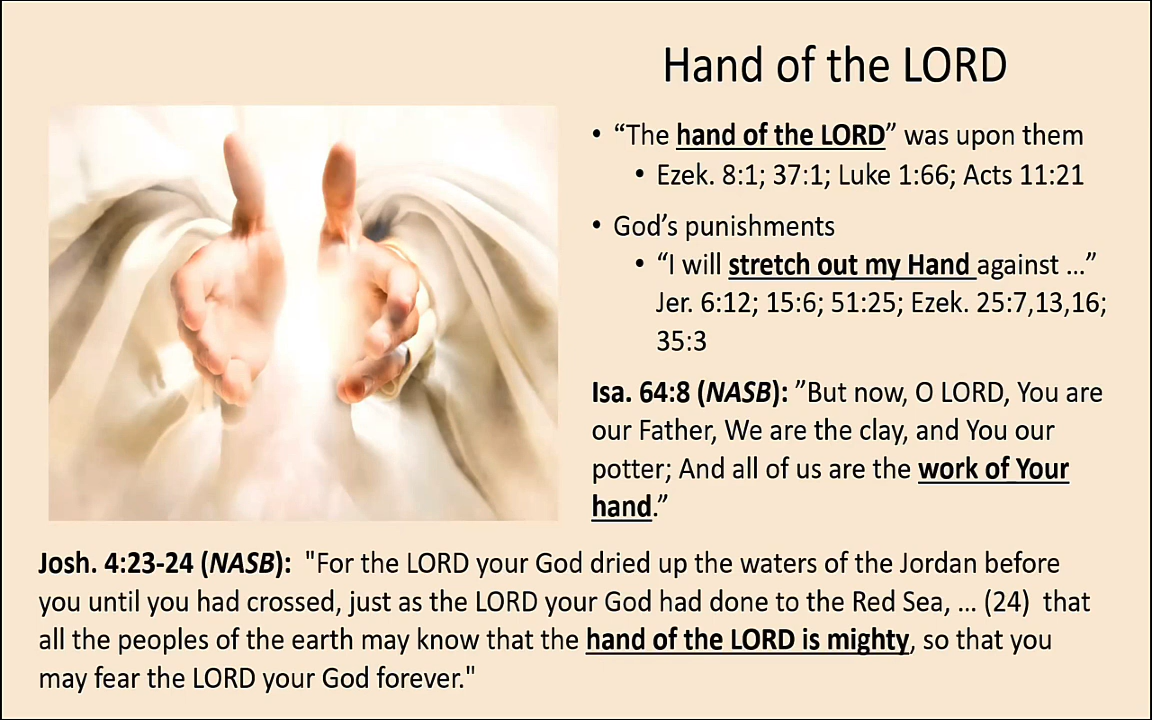 Hand of the LORD
• “The hand of the LORD” was upon them
• Ezek. 8:1; 37:1; Luke 1:66; Acts 11:21
• God’s punishments
• “I will stretch out my Hand against …”
Jer. 6:12; 15:6; 51:25; Ezek. 25:7,13,16;
35:3
Isa. 64:8 (NASB): ”But now, O LORD, You are
our Father, We are the clay, and You our
potter; And all of us are the work of Your
hand.”
Josh. 4:23-24 (NASB): "For the LORD your God dried up the waters of the Jordan before
you until you had crossed, just as the LORD your God had done to the Red Sea, … (24) that
all the peoples of the earth may know that the hand of the LORD is mighty, so that you
may fear the LORD your God forever."